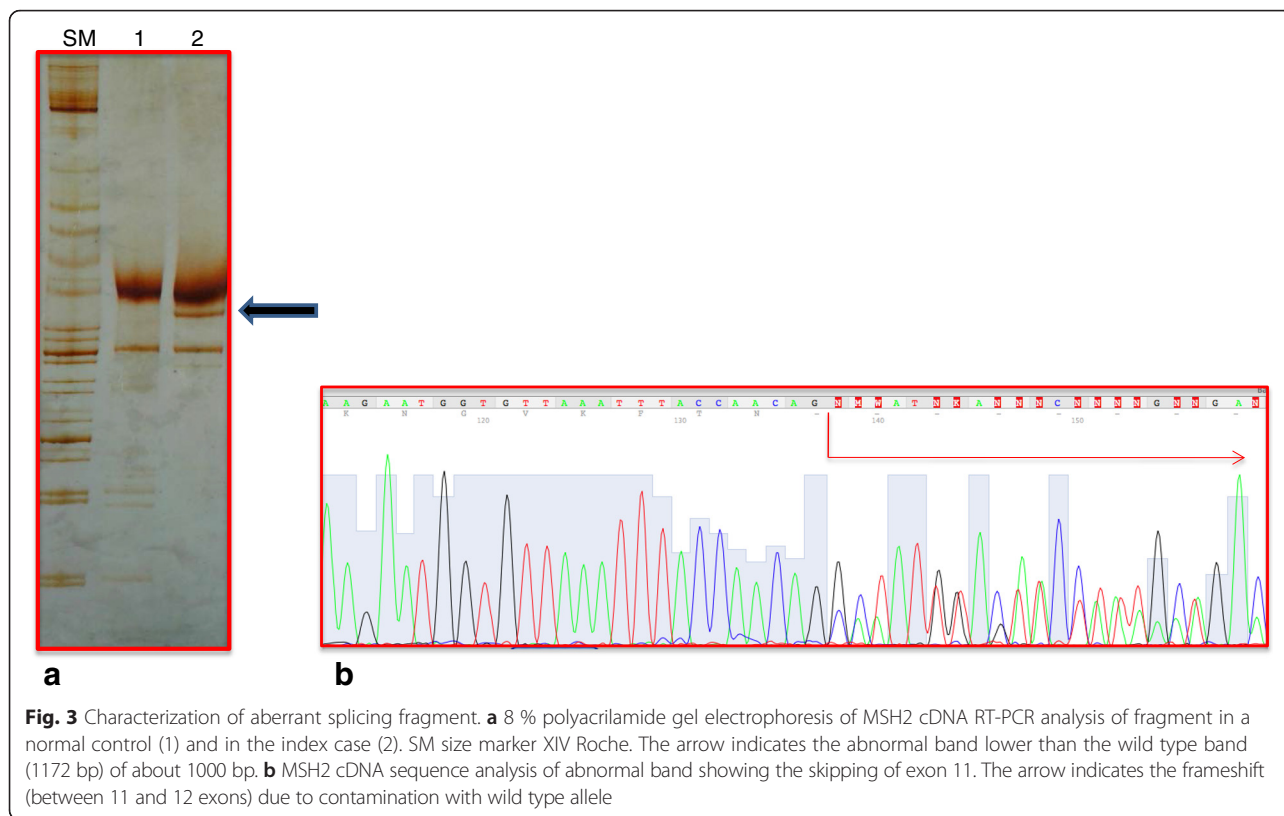 SM 1 2
A A G A A T G G T G T T A A A T T T A C C A A C A G N M W A T N K A N N N C N N N N G N N G A N
K N G V K F T N - - - - - - - -
120 130 140 150
a b
Fig. 3 Characterization of aberrant splicing fragment. a 8 % polyacrilamide gel electrophoresis of MSH2 cDNA RT-PCR analysis of fragment in a
normal control (1) and in the index case (2). SM size marker XIV Roche. The arrow indicates the abnormal band lower than the wild type band
(1172 bp) of about 1000 bp. b MSH2 cDNA sequence analysis of abnormal band showing the skipping of exon 11. The arrow indicates the frameshift
(between 11 and 12 exons) due to contamination with wild type allele